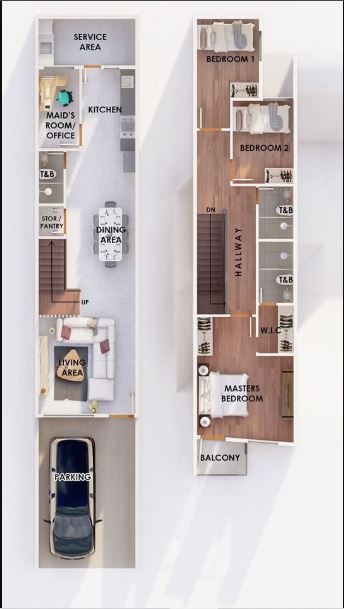 SERVICE
AREA
KITCHEN
MAID'S
ROOM/
OFFICE
T&B
STOR./
PANTRY
DINING
AREA
UP
LIVING
AREA
PARKING
BEDROOM 1
BEDROOM 2
T&B
DN
HALLWAY
T&B
W.I.C
MASTERS
BEDROOM
BALCONY